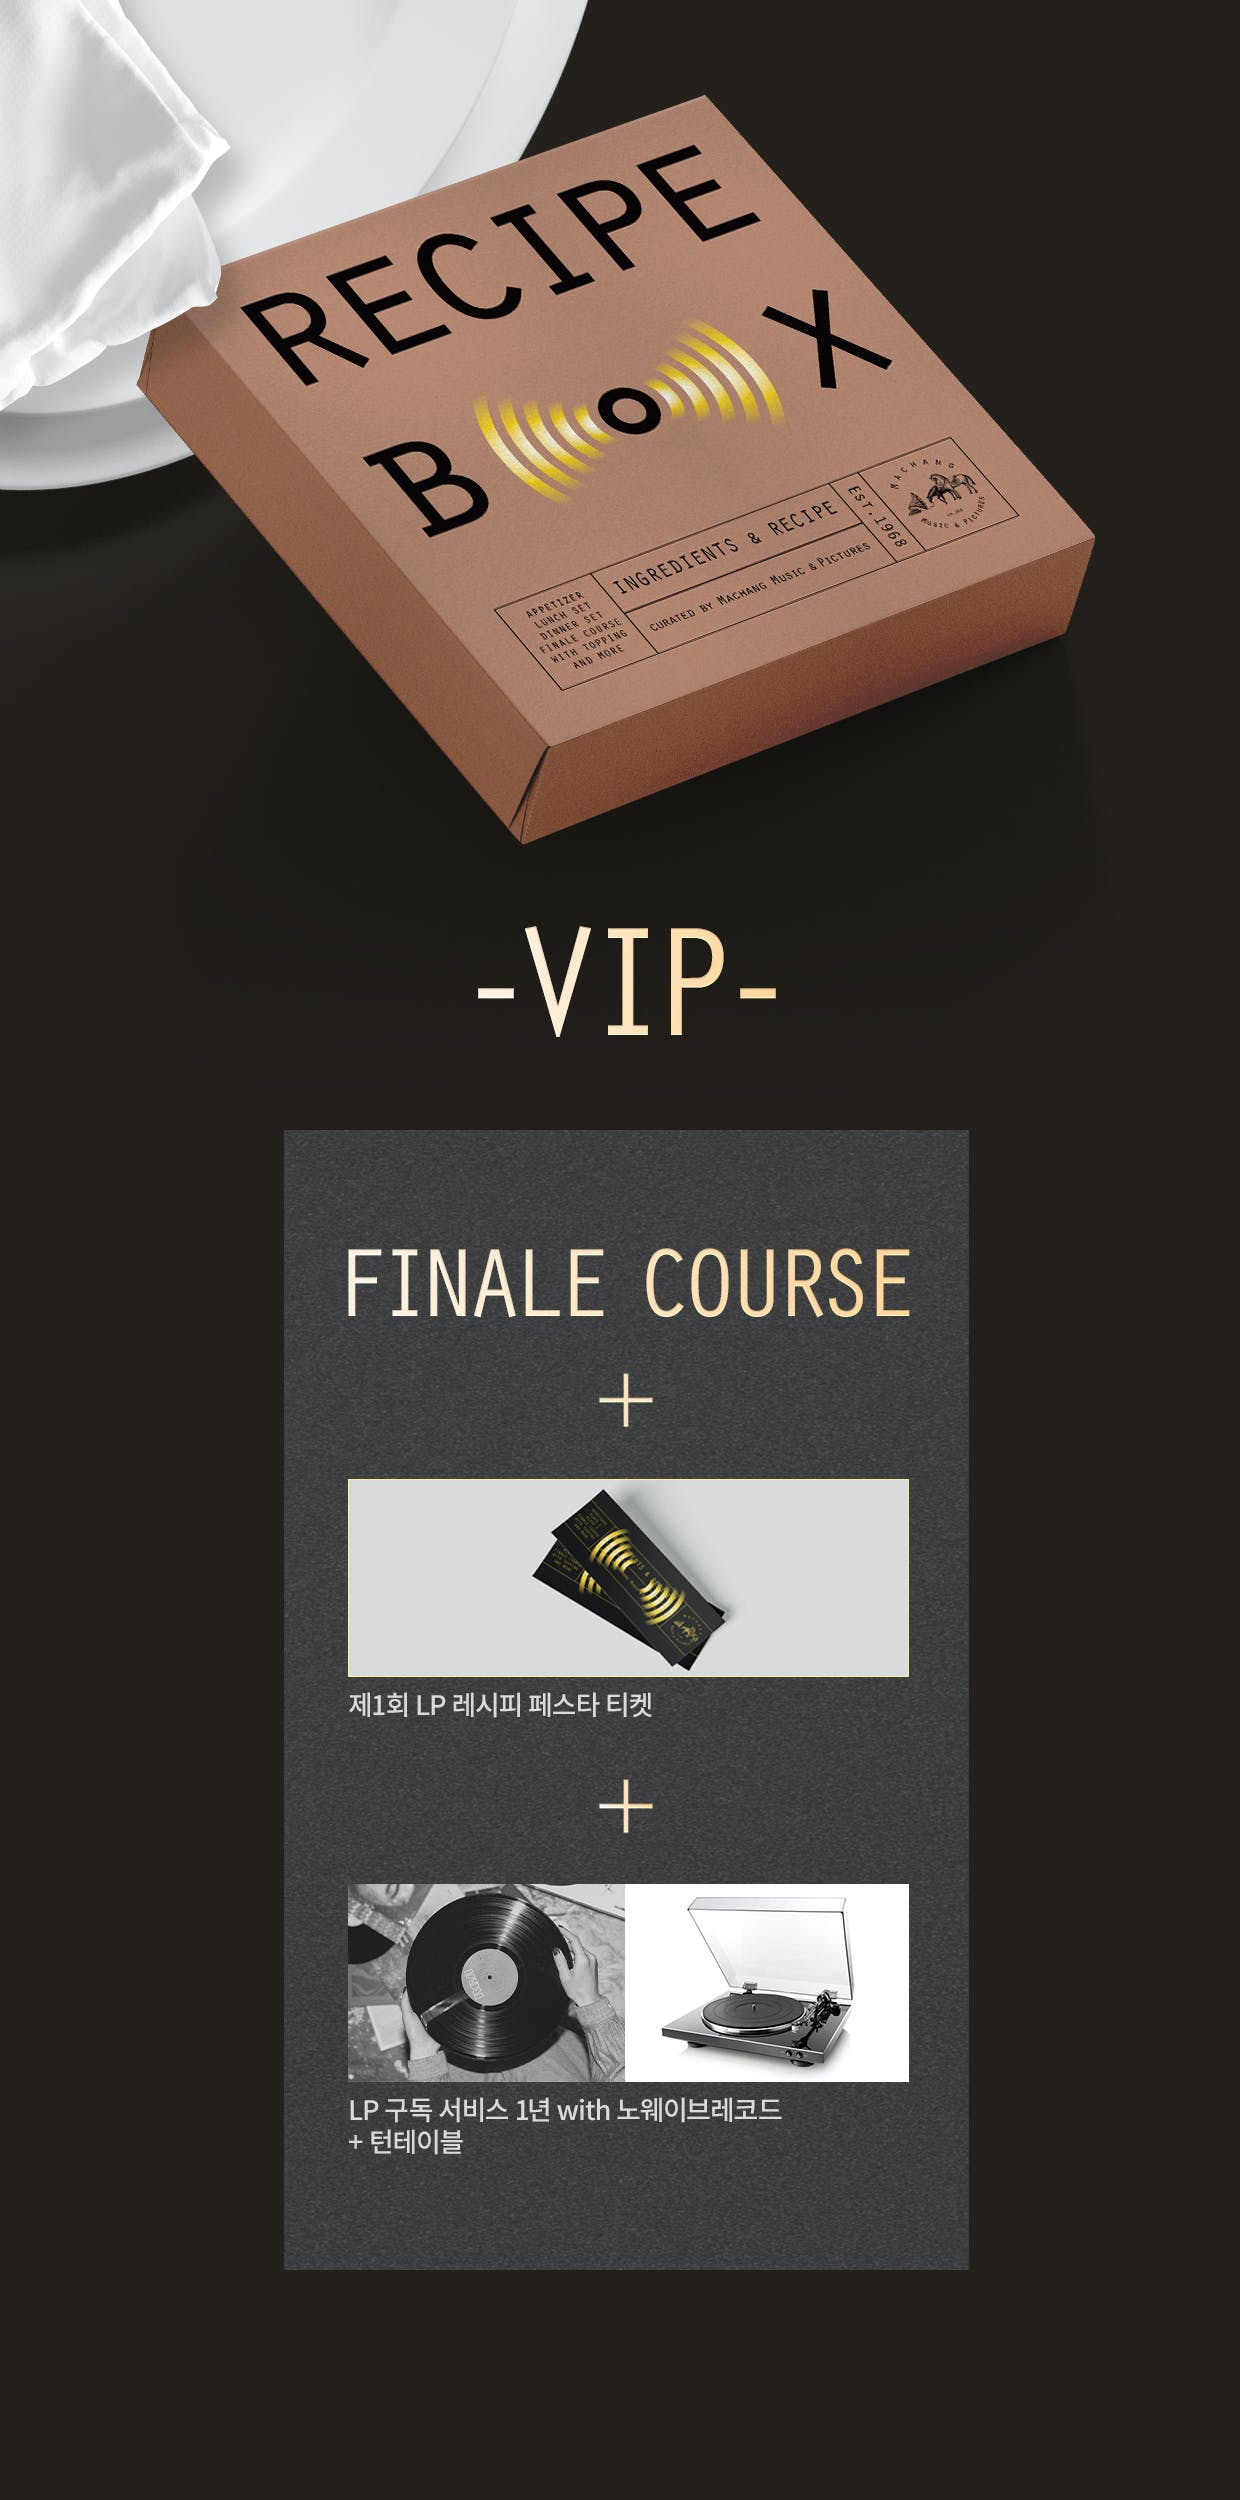 RECIPE
BOX
APPETIZER
LUNCH SET
DINNER SET
FINALE COURSE
WITH TOPPING
AND MORE
INGREDIENTS & RECIPE
CURATED BY MACHANG MUSIC & PICTURES
EST.1968
MACHANG
MUSIC & PICTURES
-VIP-
FINALE COURSE
+
제1회 LP 레시피 페스타 티켓
+
LP 구독 서비스 1년 with 노웨이브레코드
+ 턴테이블